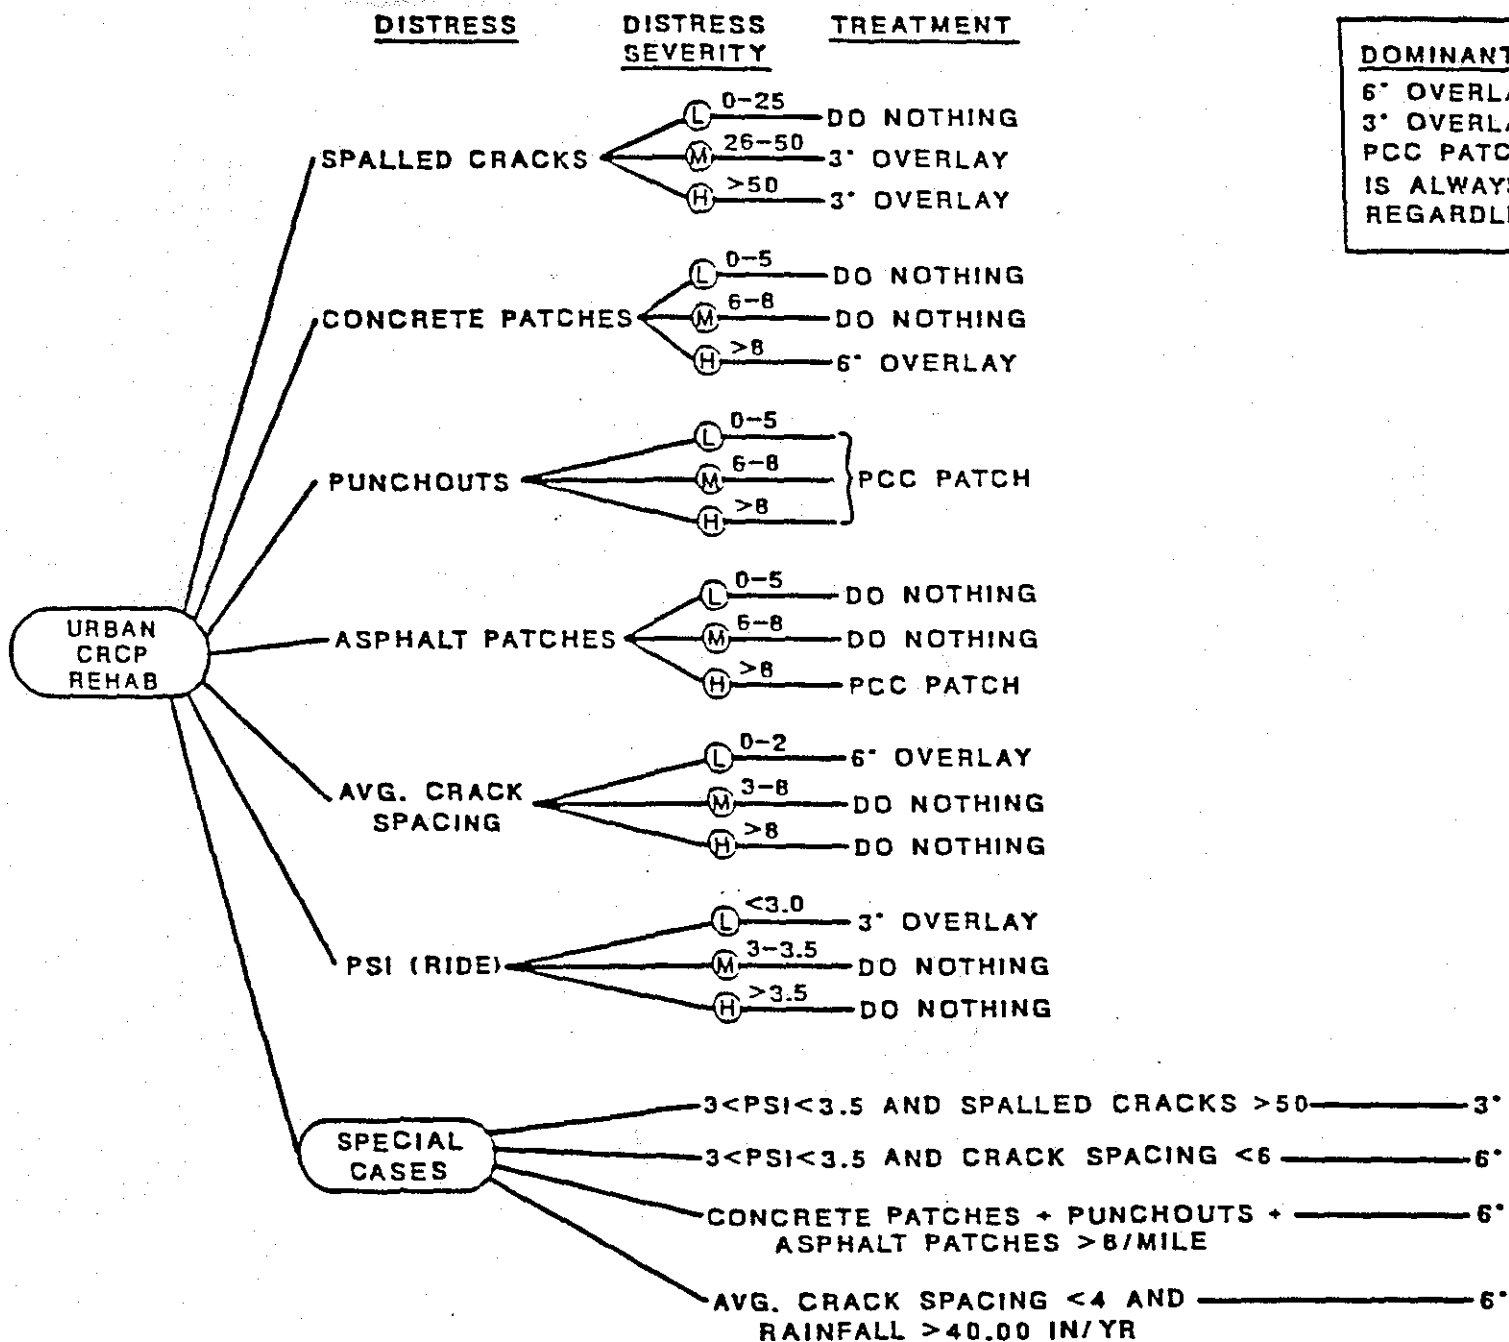 DISTRESS
DISTRESS
SEVERITY
TREATMENT
DOMINANT
6" OVERLA
3" OVERLA
PCC PATC
IS ALWAY
REGARDL
SPALLED CRACKS
L 0-25 DO NOTHING
M 26-50 3" OVERLAY
H >50 3" OVERLAY
CONCRETE PATCHES
L 0-5 DO NOTHING
M 6-8 DO NOTHING
H >8 6" OVERLAY
PUNCHOUTS
L 0-5
M 6-8
H >8
PCC PATCH
URBAN
CRCP
REHAB
ASPHALT PATCHES
L 0-5 DO NOTHING
M 6-8 DO NOTHING
H >8 PCC PATCH
AVG. CRACK
SPACING
L 0-2 6" OVERLAY
M 3-8 DO NOTHING
H >8 DO NOTHING
PSI (RIDE)
L <3.0 3" OVERLAY
M 3-3.5 DO NOTHING
H >3.5 DO NOTHING
SPECIAL
CASES
3<PSI<3.5 AND SPALLED CRACKS >50 3"
3<PSI<3.5 AND CRACK SPACING <6 6"
CONCRETE PATCHES + PUNCHOUTS + 6"
ASPHALT PATCHES >8/MILE
AVG. CRACK SPACING <4 AND 6"
RAINFALL >40.00 IN/YR